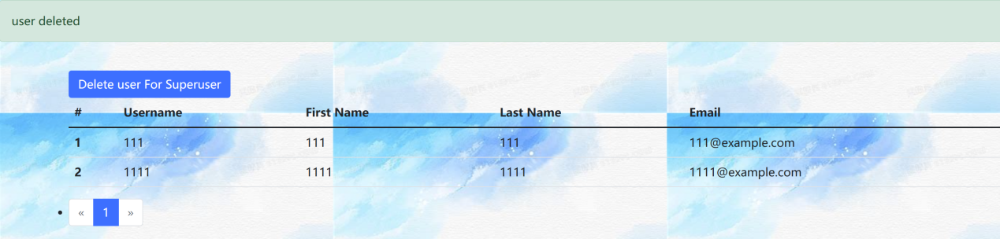 user deleted
Delete user For Superuser
# Username First Name Last Name Email
1 111 111 111 111@example.com
2 1111 1111 1111 1111@example.com
« 1 »